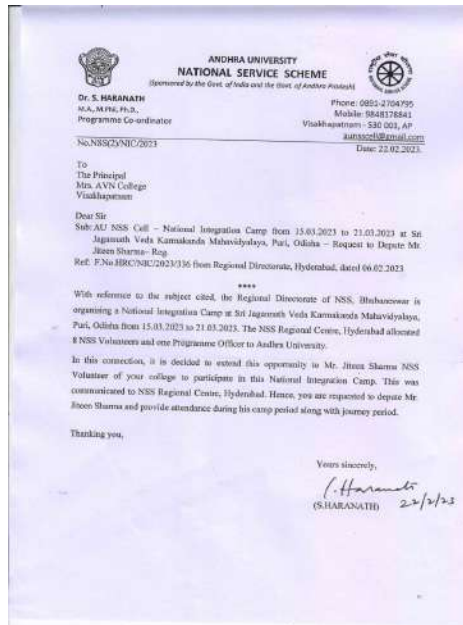 ANDHRA UNIVERSITY
NATIONAL SERVICE SCHEME
(Sponsored by the Govt. of India and the Govt. of Andhra Pradesh)
Dr. S. HARANATH
M.A., M.Phil, Ph.D.,
Programme Co-ordinator
Phone: 0891-2704795
Mobile: 9848178841
Visakhapatnam - 530 003, AP
aunsscell@gmail.com
No.NSS(2)/NIC/2023
Date: 22.02.2023.
To
The Principal
Mrs. AVN College
Visakhapatnam
Dear Sir
Sub: AU NSS Cell – National Integration Camp from 15.03.2023 to 21.03.2023 at Sri
Jagannath Veda Karmakanda Mahavidyalaya, Puri, Odisha – Request to Depute Mr.
Jiteen Sharma– Reg.
Ref: F.No.HRC/NIC/2023/336 from Regional Directorate, Hyderabad, dated 06.02.2023
****
With reference to the subject cited, the Regional Directorate of NSS, Bhubaneswar is
organising a National Integration Camp at Sri Jagannath Veda Karmakanda Mahavidyalaya,
Puri, Odisha from 15.03.2023 to 21.03.2023. The NSS Regional Centre, Hyderabad allocated
8 NSS Volunteers and one Programme Officer to Andhra University.
In this connection, it is decided to extend this opportunity to Mr. Jiteen Sharma NSS
Volunteer of your college to participate in this National Integration Camp. This was
communicated to NSS Regional Centre, Hyderabad. Hence, you are requested to depute Mr.
Jiteen Sharma and provide attendance during his camp period along with journey period.
Thanking you,
Yours sincerely,
S. Haranath
(S.HARANATH) 22/2/23